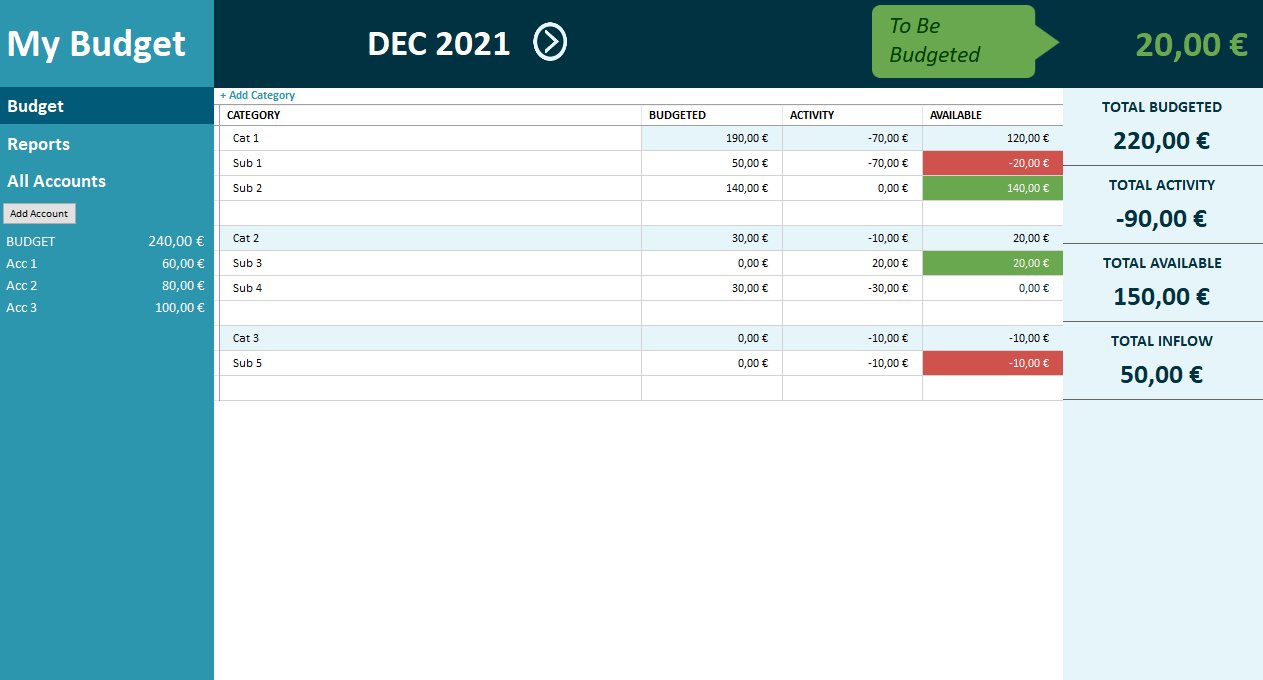 My Budget
DEC 2021
To Be
Budgeted
20,00 €
Budget
Reports
All Accounts
Add Account
BUDGET 240,00 €
Acc 1 60,00 €
Acc 2 80,00 €
Acc 3 100,00 €
+ Add Category
CATEGORY BUDGETED ACTIVITY AVAILABLE
Cat 1 190,00 € -70,00 € 120,00 €
Sub 1 50,00 € -70,00 € -20,00 €
Sub 2 140,00 € 0,00 € 140,00 €
Cat 2 30,00 € -10,00 € 20,00 €
Sub 3 0,00 € 20,00 € 20,00 €
Sub 4 30,00 € -30,00 € 0,00 €
Cat 3 0,00 € -10,00 € -10,00 €
Sub 5 0,00 € -10,00 € -10,00 €
TOTAL BUDGETED
220,00 €
TOTAL ACTIVITY
-90,00 €
TOTAL AVAILABLE
150,00 €
TOTAL INFLOW
50,00 €